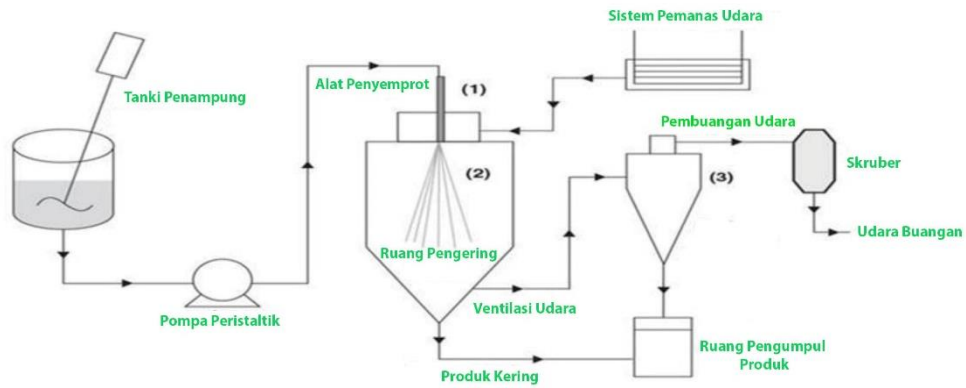 Sistem Pemanas Udara
Alat Penyemprot
(1)
Tanki Penampung
Pembuangan Udara
Skruber
(2)
(3)
Udara Buangan
Ruang Pengering
Ventilasi Udara
Pompa Peristaltik
Ruang Pengumpul
Produk
Produk Kering